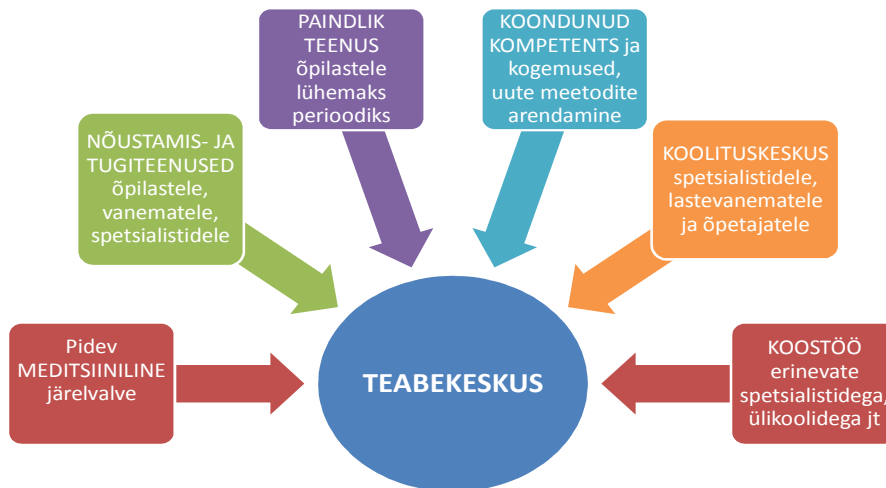 PAINDLIK
TEENUS
õpilastele
lühemaks
perioodiks
KOONDUNUD
KOMPETENTS ja
kogemused,
uute meetodite
arendamine
NÕUSTAMIS- JA
TUGITEENUSED
õpilastele,
vanematele,
spetsialistidele
KOOLITUSKESKUS
spetsialistidele,
lastevanematele
ja õpetajatele
Pidev
MEDITSIINILINE
järelvalve
TEABEKESKUS
KOOSTÖÖ
erinevate
spetsialistidega,
ülikoolidega jt